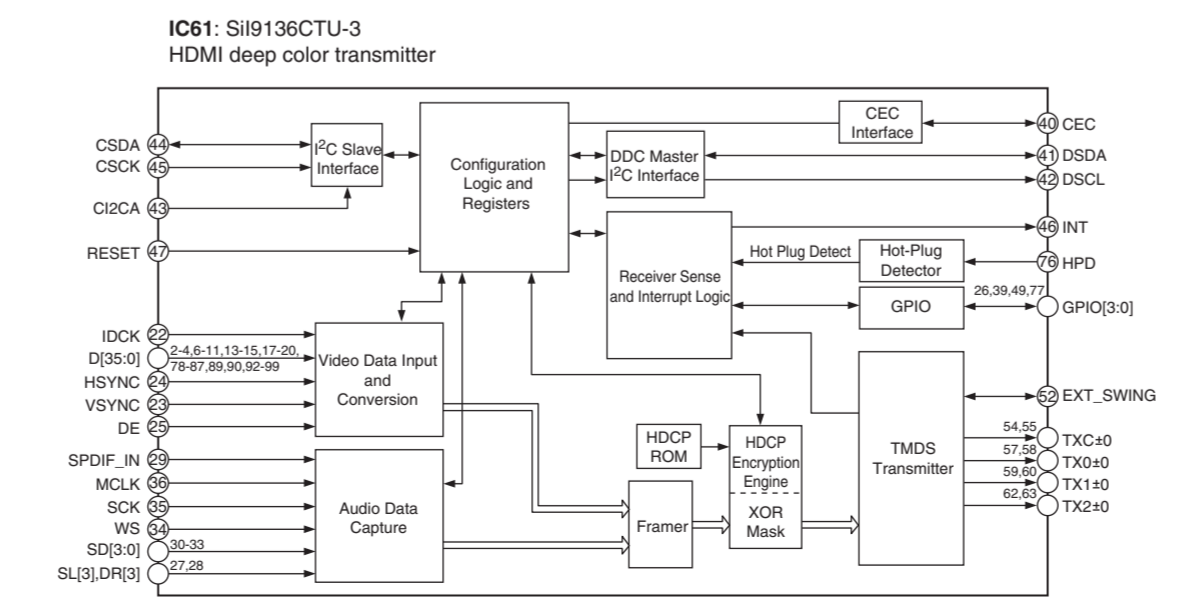 IC61: SiI9136CTU-3
HDMI deep color transmitter
CSDA 44
CSCK 45
CI2CA 43
RESET 47
I2C Slave
Interface
Configuration
Logic and
Registers
CEC
Interface
40 CEC
DDC Master
I2C Interface
41 DSDA
42 DSCL
46 INT
Receiver Sense
and Interrupt Logic
Hot Plug Detect
Hot-Plug
Detector
76 HPD
GPIO
26,39,49,77
GPIO[3:0]
IDCK 22
D[35:0] 2-4,6-11,13-15,17-20,
78-87,89,90,92-99
HSYNC 24
VSYNC 23
DE 25
Video Data Input
and
Conversion
SPDIF_IN 29
MCLK 36
SCK 35
WS 34
SD[3:0] 30-33
SL[3],DR[3] 27,28
Audio Data
Capture
HDCP
ROM
Framer
HDCP
Encryption
Engine
XOR
Mask
TMDS
Transmitter
52 EXT_SWING
54,55
TXC±0
57,58
TX0±0
59,60
TX1±0
62,63
TX2±0